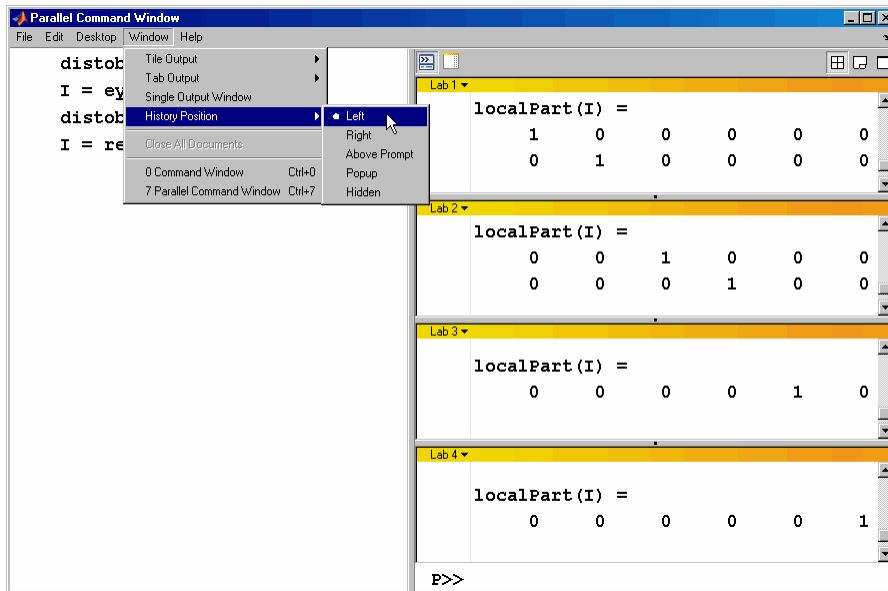 Parallel Command Window
File Edit Desktop Window Help
distob
I = ey
distob
I = re
Tile Output
Tab Output
Single Output Window
History Position
Close All Documents
0 Command Window Ctrl+0
7 Parallel Command Window Ctrl+7
Left
Right
Above Prompt
Popup
Hidden
Lab 1
localPart(I) =
1 0 0 0 0 0
0 1 0 0 0 0
Lab 2
localPart(I) =
0 0 1 0 0 0
0 0 0 1 0 0
Lab 3
localPart(I) =
0 0 0 0 1 0
Lab 4
localPart(I) =
0 0 0 0 0 1
P>>